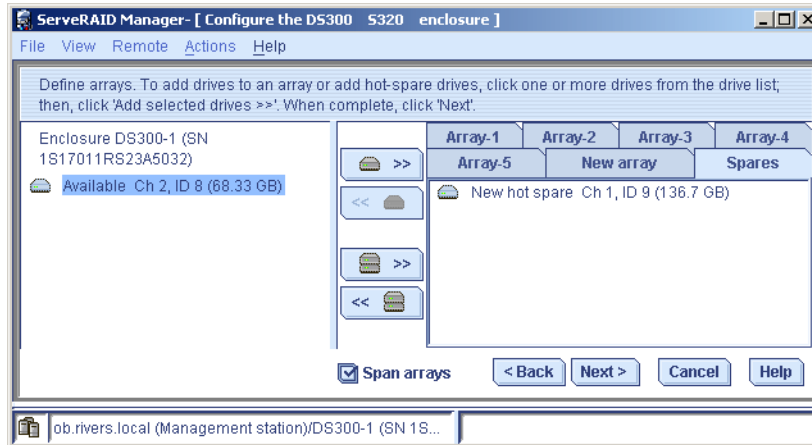 ServeRAID Manager- [ Configure the DS300 5320 enclosure ]
File View Remote Actions Help
Define arrays. To add drives to an array or add hot-spare drives, click one or more drives from the drive list;
then, click 'Add selected drives >>'. When complete, click 'Next'.
Enclosure DS300-1 (SN
1S17011RS23A5032)
Available Ch 2, ID 8 (68.33 GB)
>>
<<
>>
<<
Array-1 Array-2 Array-3 Array-4
Array-5 New array Spares
New hot spare Ch 1, ID 9 (136.7 GB)
Span arrays
< Back Next > Cancel Help
ob.rivers.local (Management station)/DS300-1 (SN 1S...